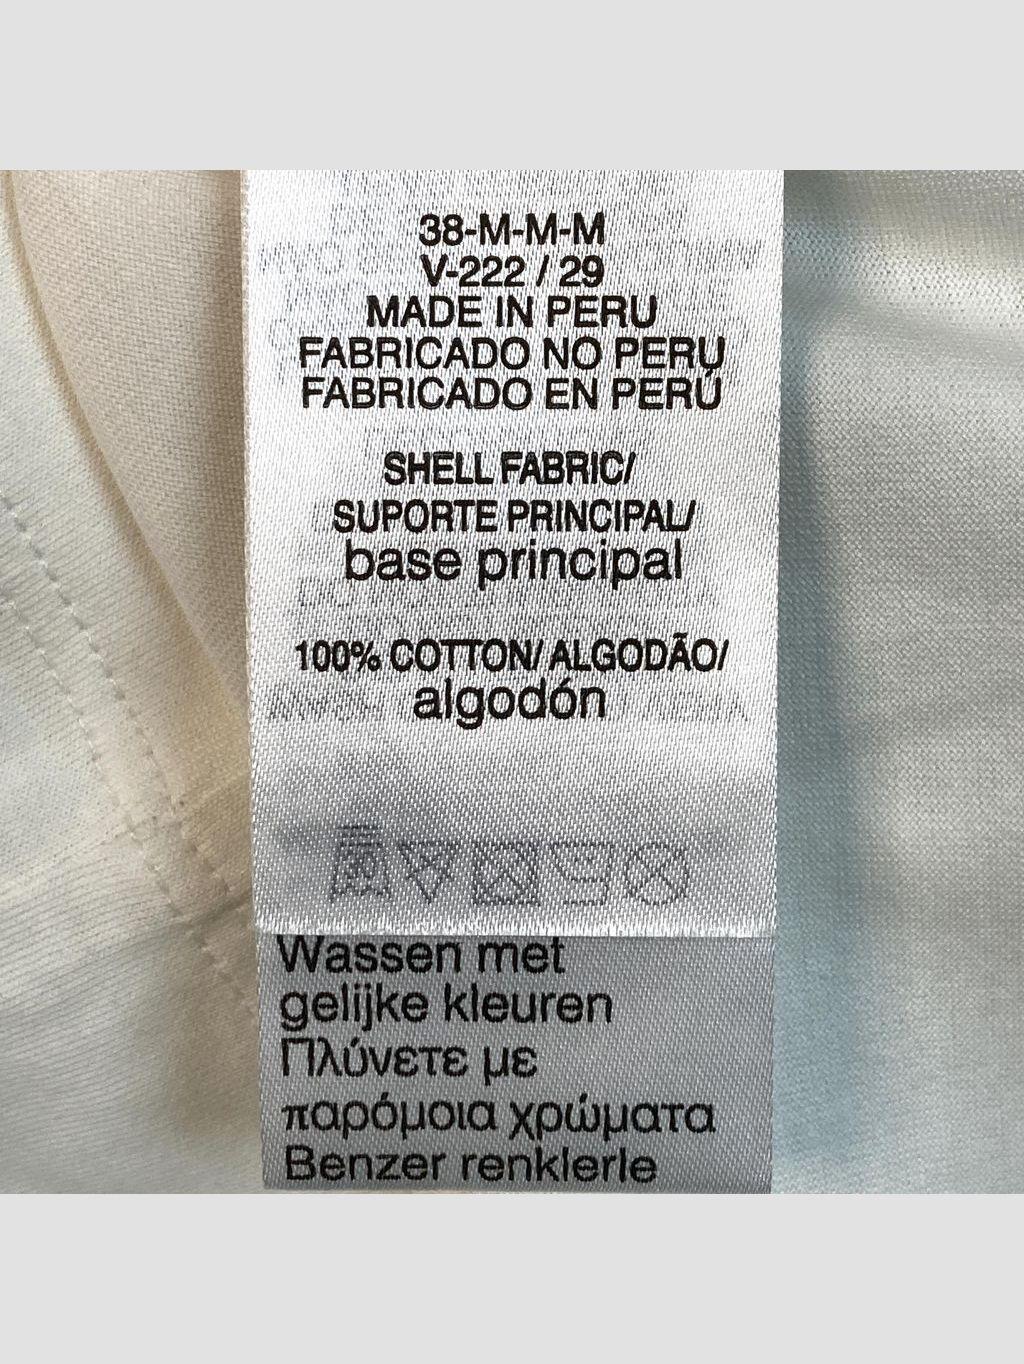 38-M-M-M
V-222 / 29
MADE IN PERU
FABRICADO NO PERU
FABRICADO EN PERÚ
SHELL FABRIC/
SUPORTE PRINCIPAL/
base principal
100% COTTON/ ALGODÃO/
algodón
Wassen met
gelijke kleuren
Πλύνετε με
παρόμοια χρώματα
Benzer renklerle